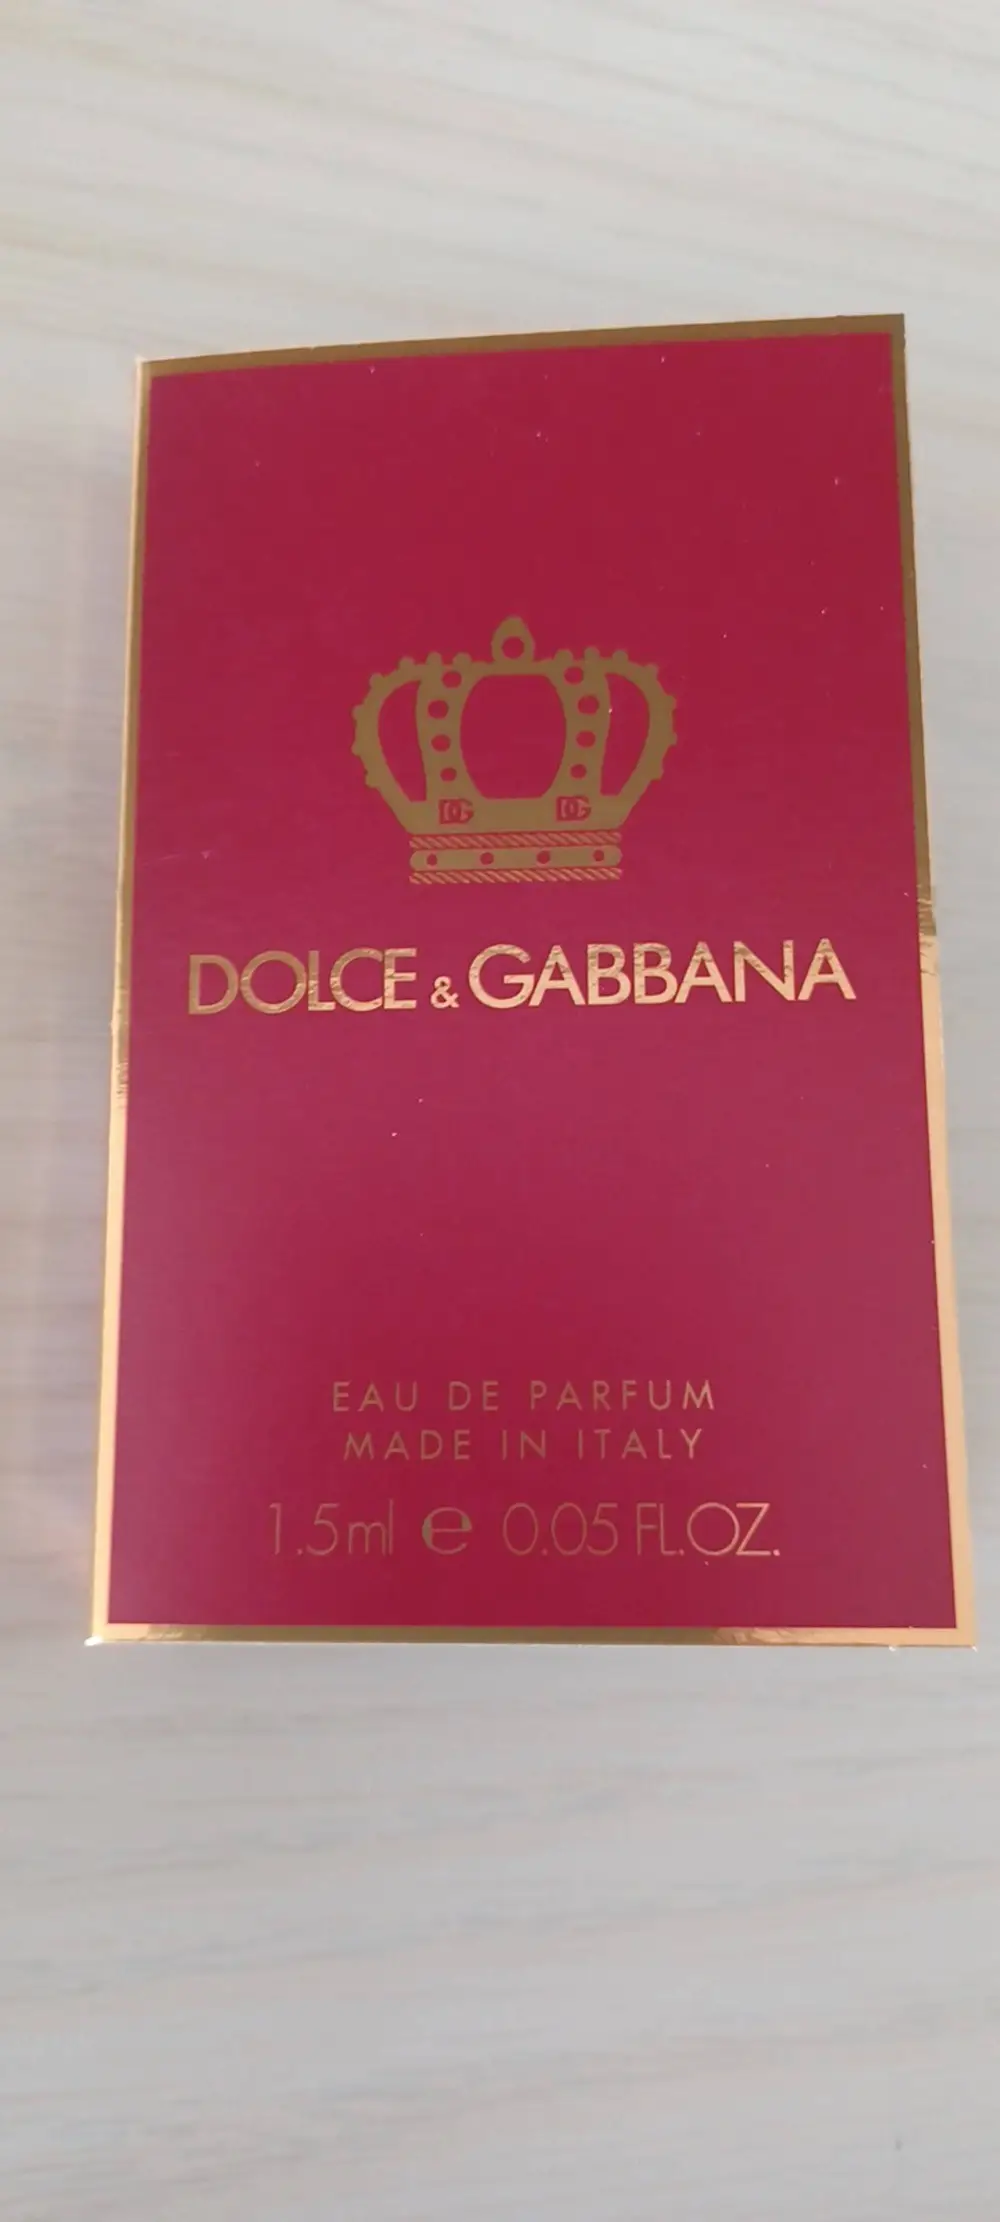 DG DG
DOLCE & GABBANA
EAU DE PARFUM
MADE IN ITALY
1.5ml e 0.05 FL.OZ.